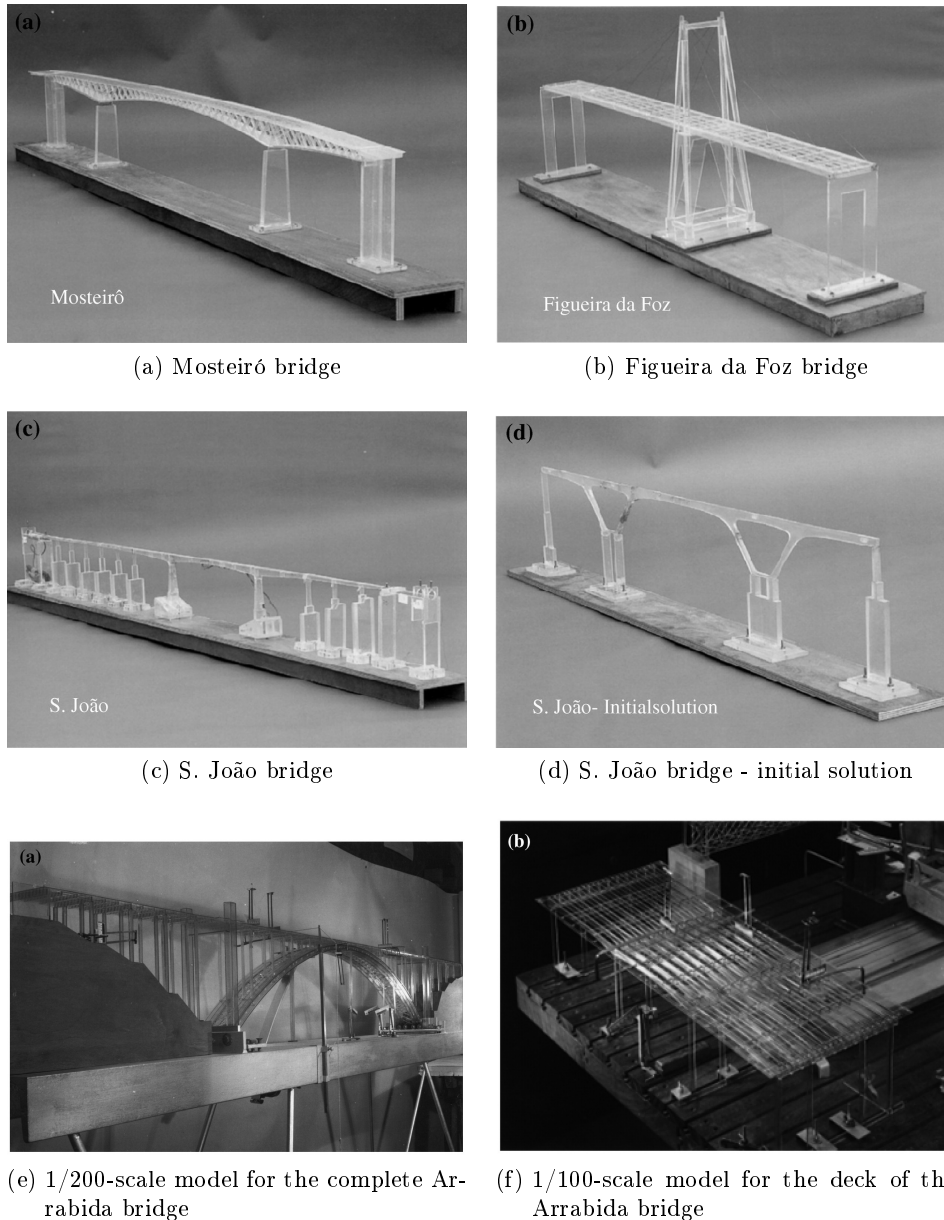 (a)
(b)
Mosteirô
Figueira da Foz
(a) Mosteiró bridge
(b) Figueira da Foz bridge
(c)
(d)
S. João
S. João- Initialsolution
(c) S. João bridge
(d) S. João bridge - initial solution
(a)
(b)
(e) 1/200-scale model for the complete Ar-
rabida bridge
(f) 1/100-scale model for the deck of th
Arrabida bridge